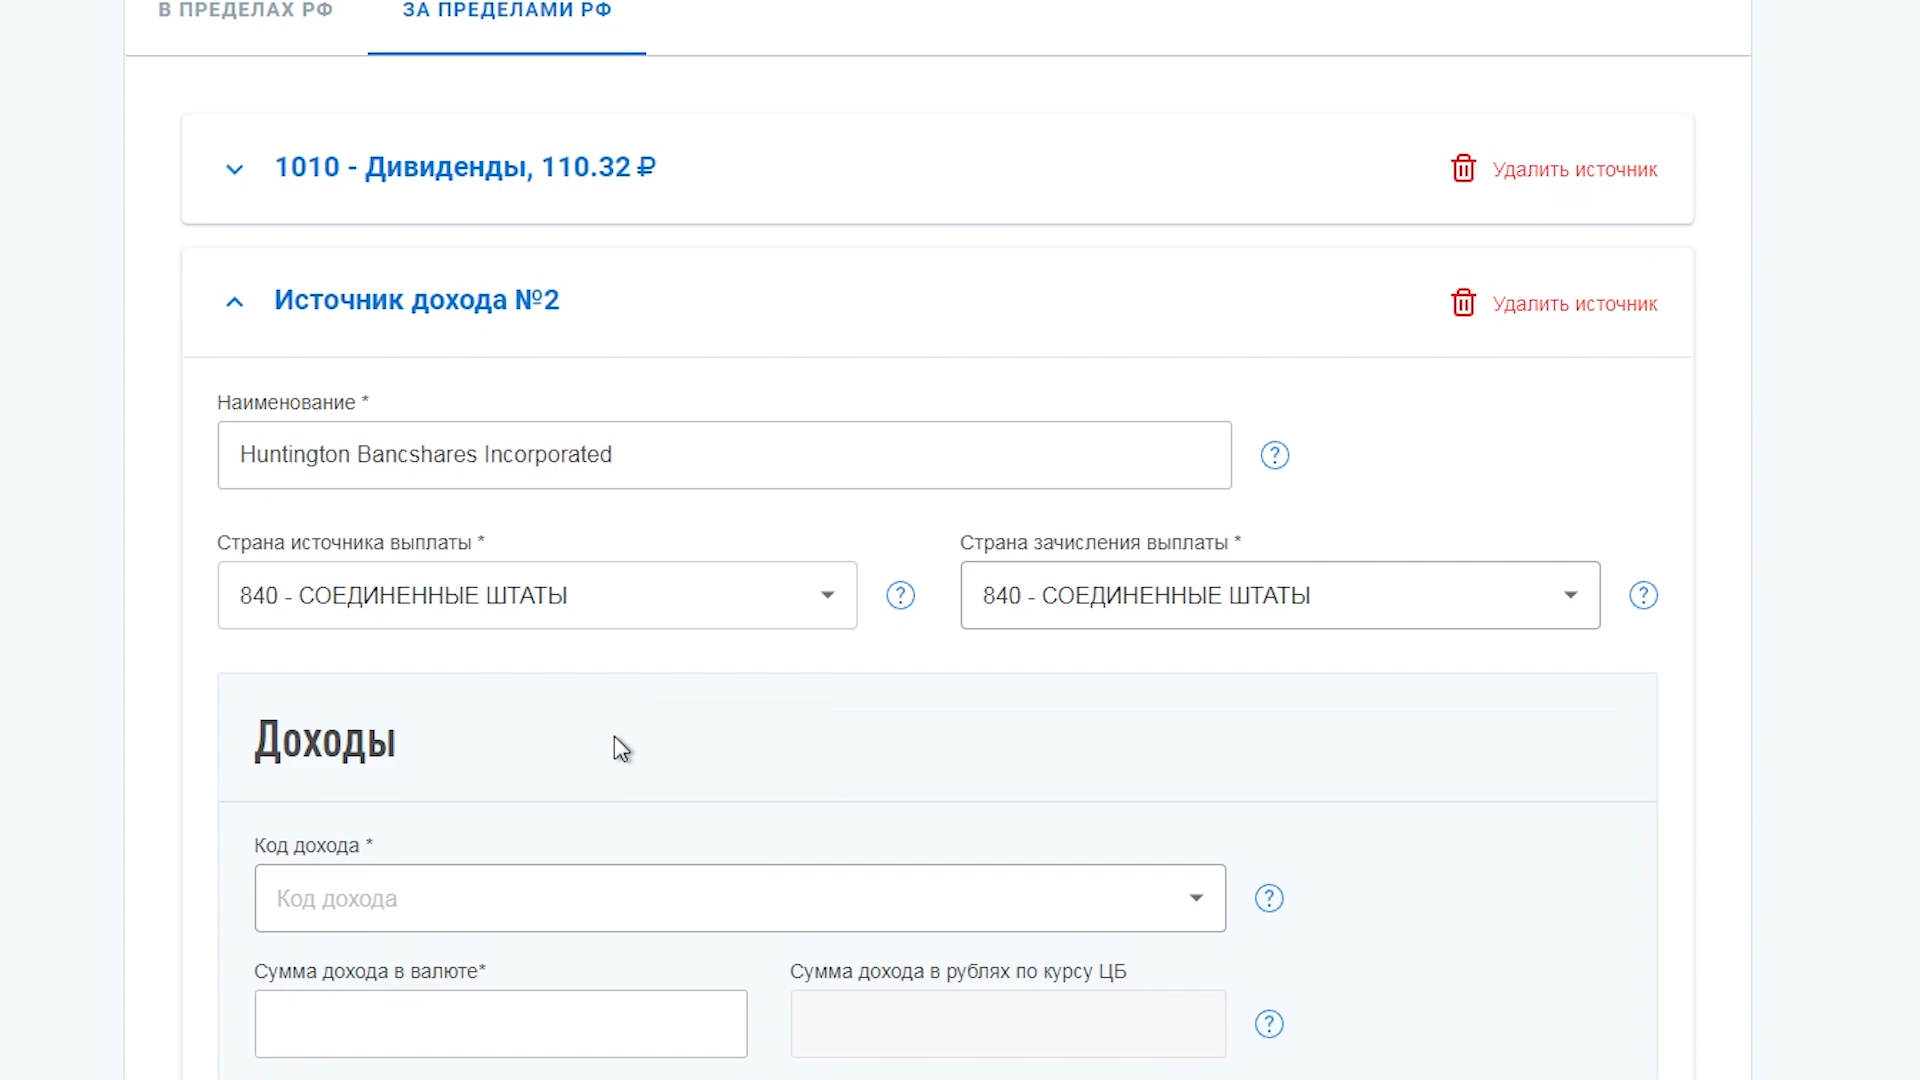 В ПРЕДЕЛАХ РФ
ЗА ПРЕДЕЛАМИ РФ
1010 - Дивиденды, 110.32 ₽
Удалить источник
Источник дохода №2
Удалить источник
Наименование *
Huntington Bancshares Incorporated
?
Страна источника выплаты *
Страна зачисления выплаты *
840 - СОЕДИНЕННЫЕ ШТАТЫ
?
840 - СОЕДИНЕННЫЕ ШТАТЫ
?
Доходы
Код дохода *
Код дохода
?
Сумма дохода в валюте*
Сумма дохода в рублях по курсу ЦБ
?